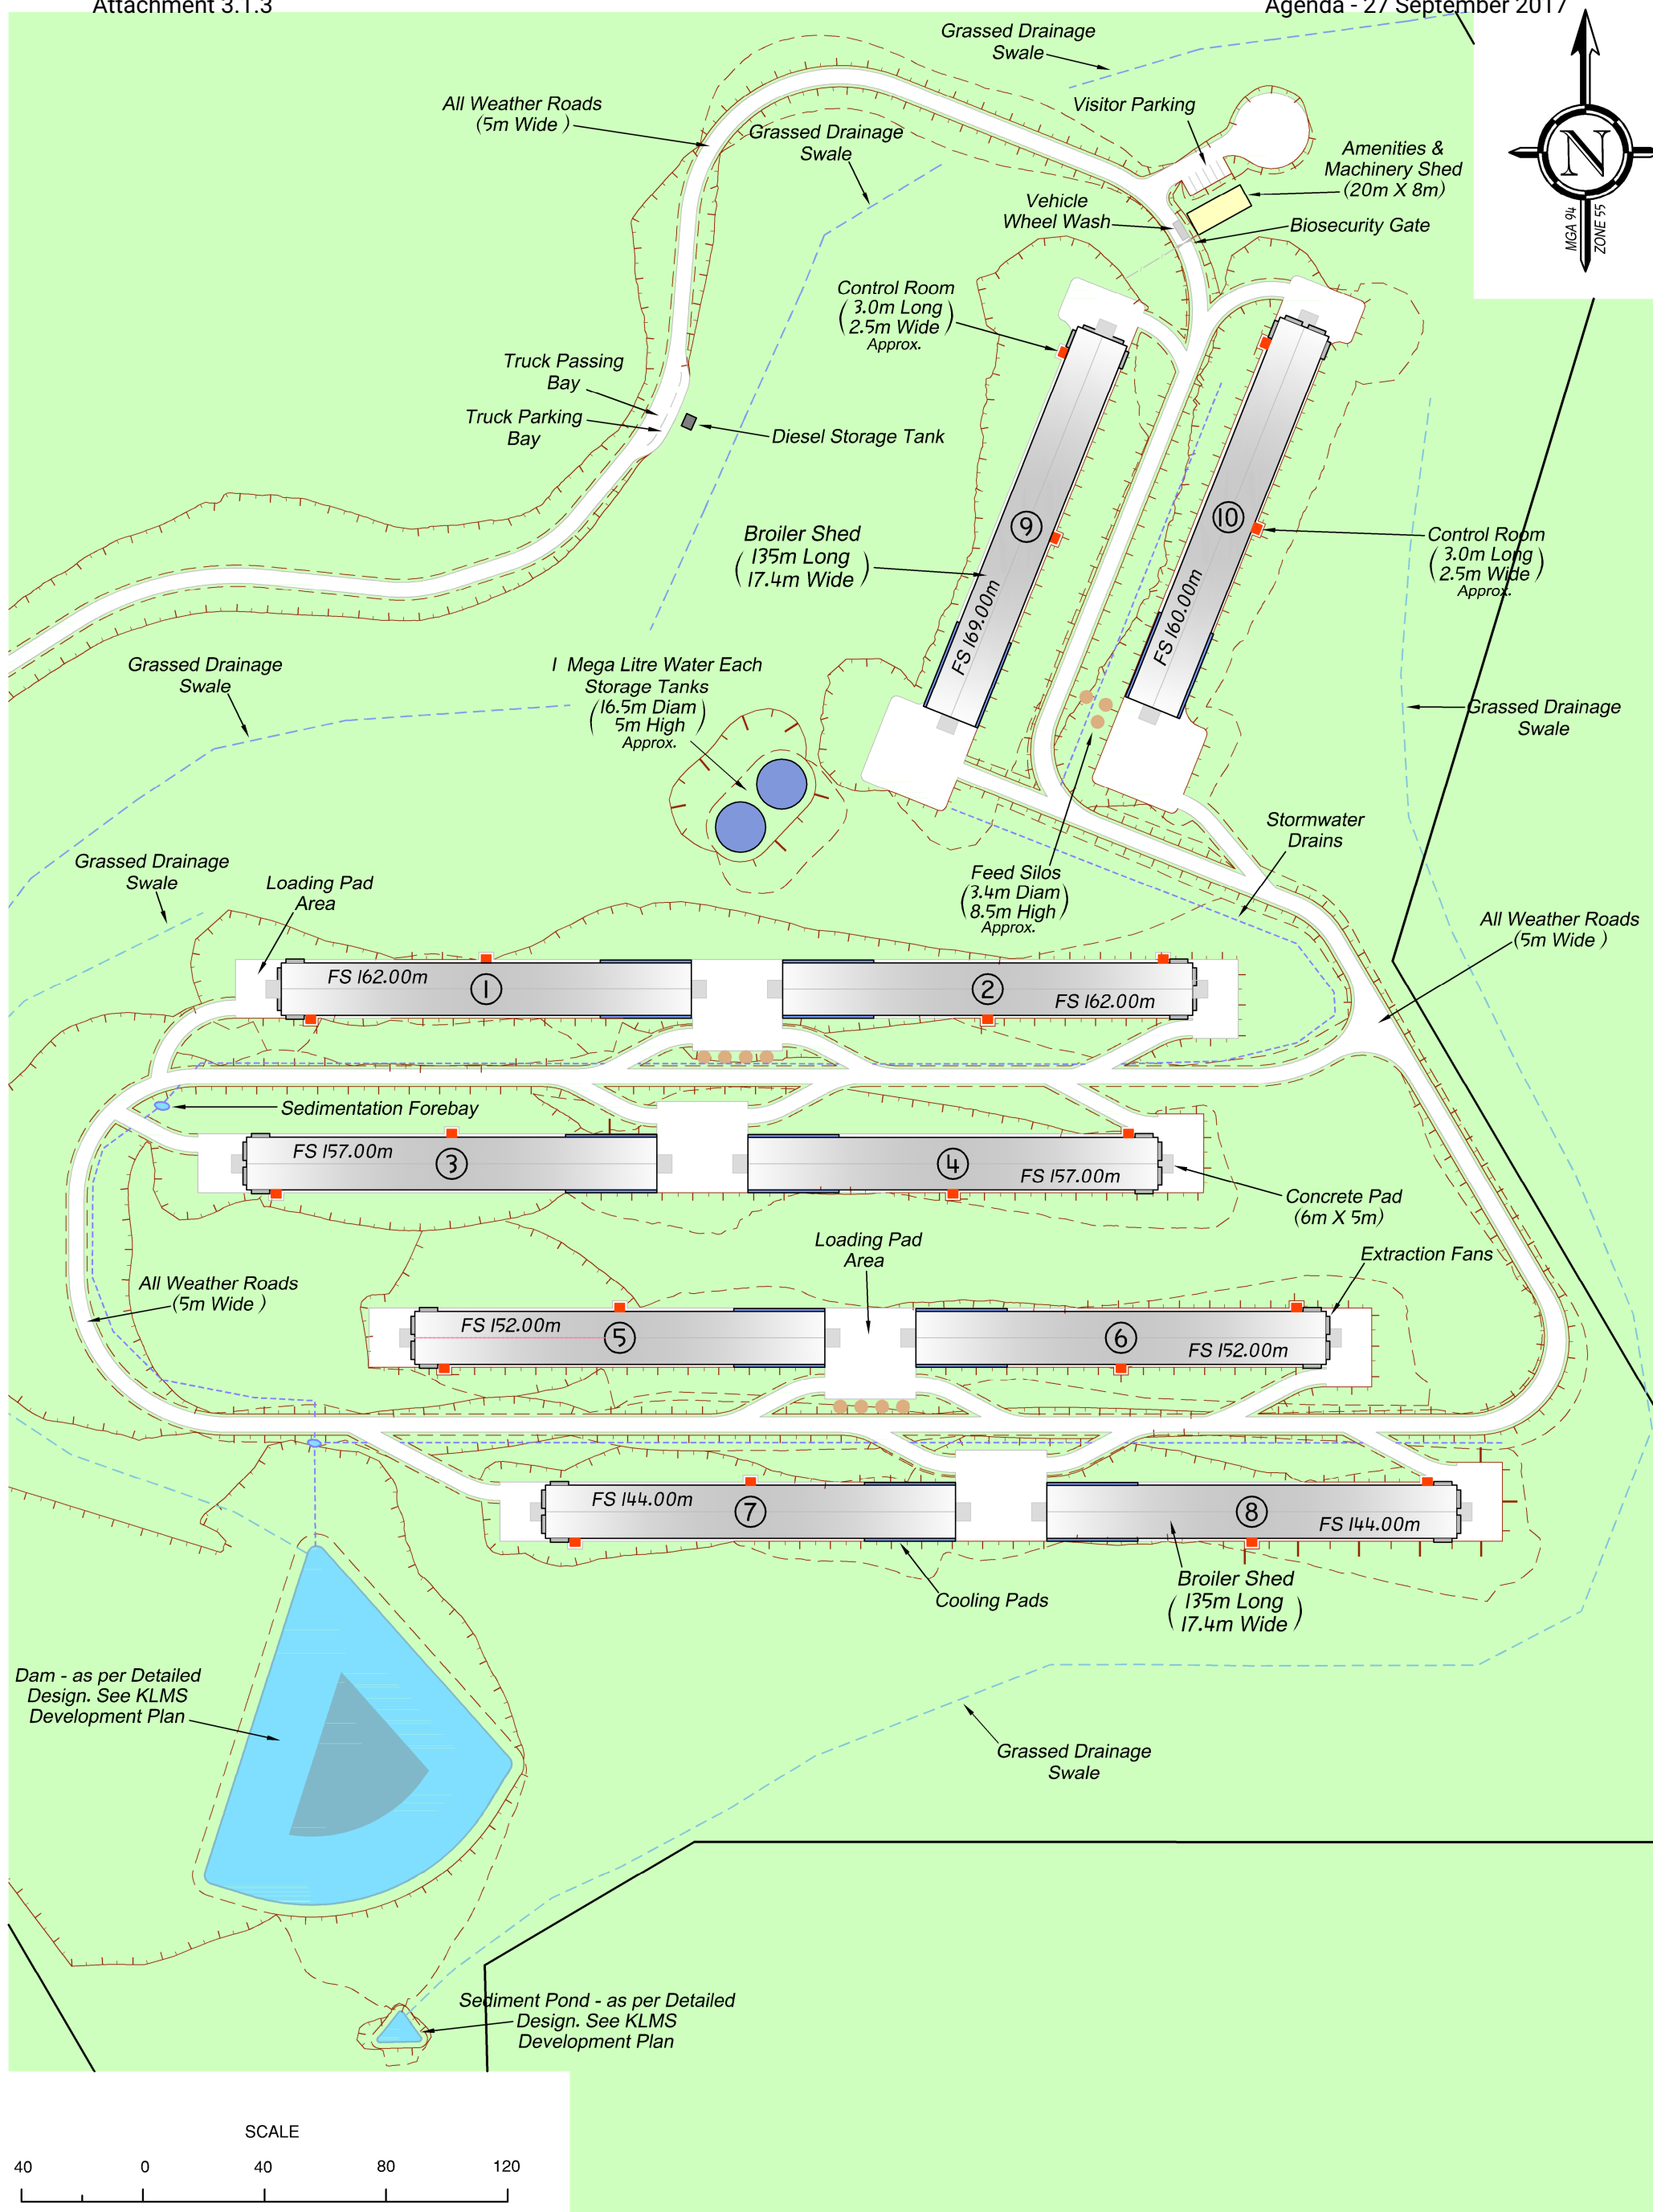 Attachment 3.1.3
Agenda - 27 September 2017
Grassed Drainage
Swale
All Weather Roads
(5m Wide )
Grassed Drainage
Swale
Visitor Parking
Amenities &
Machinery Shed
(20m X 8m)
N
MGA 94
ZONE 55
Vehicle
Wheel Wash
Biosecurity Gate
Control Room
( 3.0m Long )
2.5m Wide
Approx.
Truck Passing
Bay
Truck Parking
Bay
Diesel Storage Tank
Broiler Shed
( 135m Long )
17.4m Wide
9
FS 169.00m
10
FS 160.00m
Control Room
( 3.0m Long )
2.5m Wide
Approx.
Grassed Drainage
Swale
1 Mega Litre Water Each
Storage Tanks
( 16.5m Diam )
5m High
Approx.
Grassed Drainage
Swale
Stormwater
Drains
Grassed Drainage
Swale
Loading Pad
Area
Feed Silos
( 3.4m Diam )
8.5m High
Approx.
All Weather Roads
(5m Wide )
FS 162.00m
1
2
FS 162.00m
Sedimentation Forebay
FS 157.00m
3
4
FS 157.00m
Concrete Pad
(6m X 5m)
Loading Pad
Area
Extraction Fans
All Weather Roads
(5m Wide )
FS 152.00m
5
6
FS 152.00m
FS 144.00m
7
8
FS 144.00m
Cooling Pads
Broiler Shed
( 135m Long )
17.4m Wide
Dam - as per Detailed
Design. See KLMS
Development Plan
Grassed Drainage
Swale
Sediment Pond - as per Detailed
Design. See KLMS
Development Plan
SCALE
40 0 40 80 120